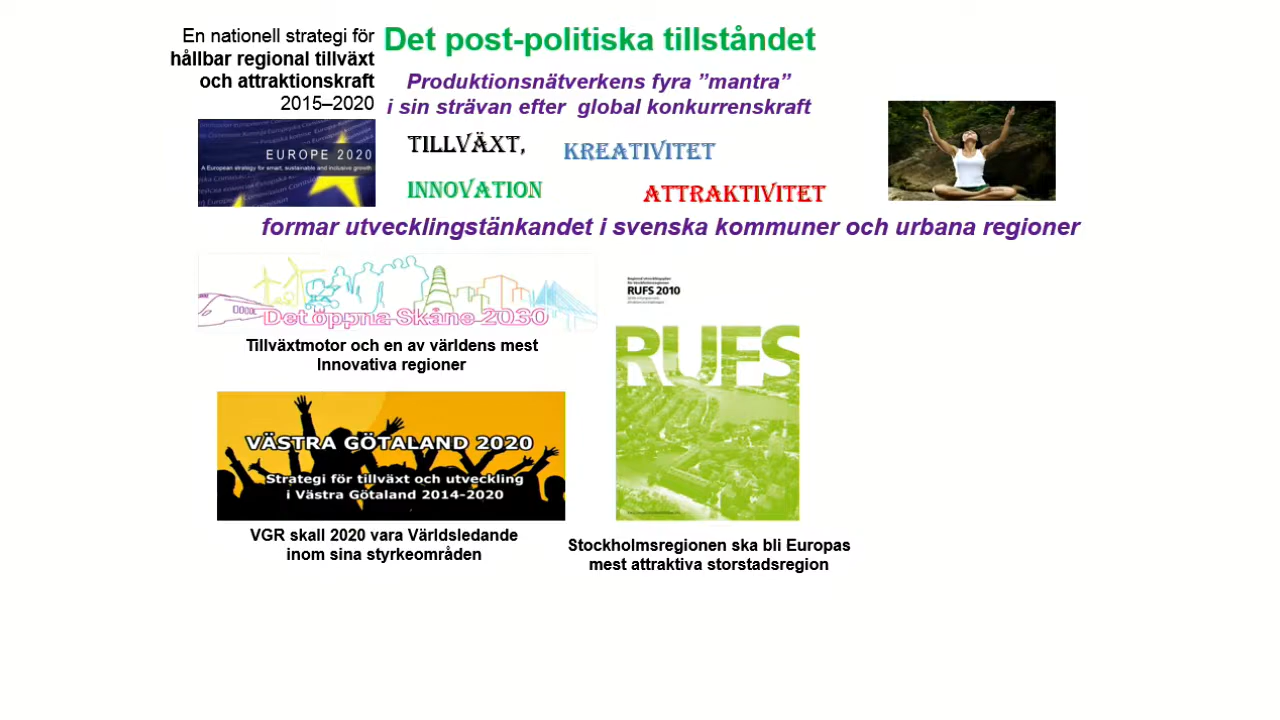 En nationell strategi för
hållbar regional tillväxt
och attraktionskraft
2015–2020
Det post-politiska tillståndet
Produktionsnätverkens fyra ”mantra”
i sin strävan efter global konkurrenskraft
EUROPE 2020
A European strategy for smart, sustainable and inclusive growth
TILLVÄXT,
KREATIVITET
INNOVATION
ATTRAKTIVITET
formar utvecklingstänkandet i svenska kommuner och urbana regioner
Det öppna Skåne 2030
Tillväxtmotor och en av världens mest
Innovativa regioner
VÄSTRA GÖTALAND 2020
Strategi för tillväxt och utveckling
i Västra Götaland 2014-2020
VGR skall 2020 vara Världsledande
inom sina styrkeområden
Regional utvecklingsplan
för Stockholmsregionen
RUFS 2010
RUFS
Stockholmsregionen ska bli Europas
mest attraktiva storstadsregion